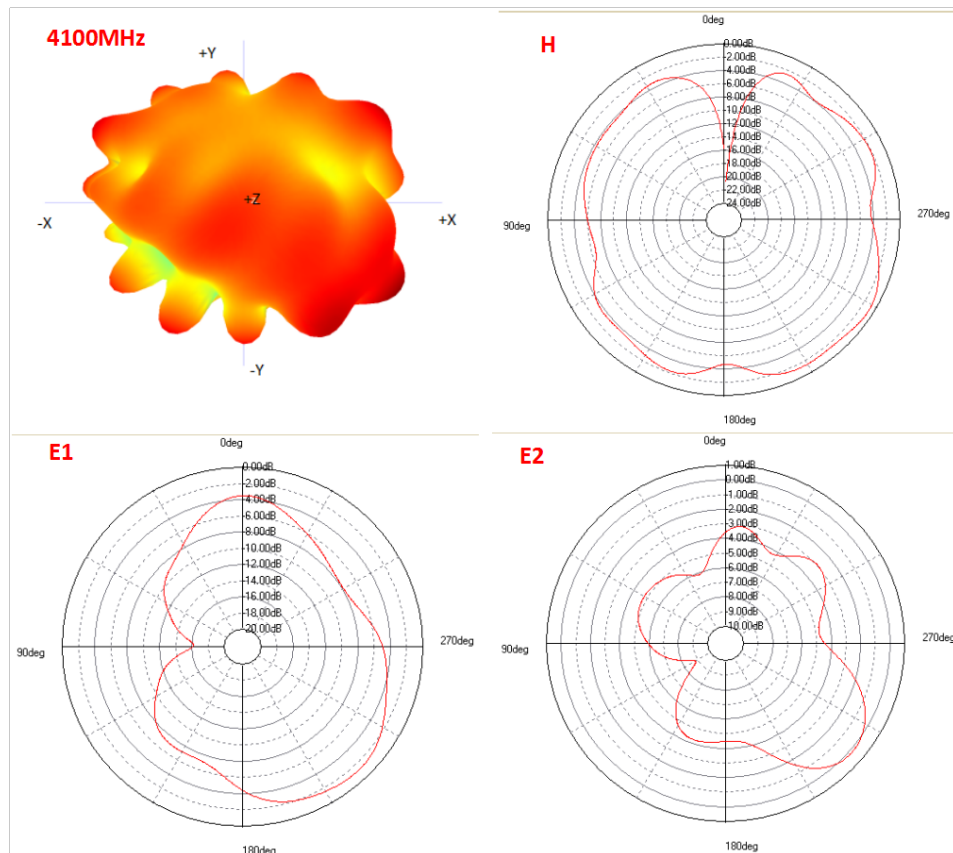 4100MHz
+Y
+Z
-X
+X
-Y
0deg
H
0.00dB
-2.00dB
-4.00dB
-6.00dB
-8.00dB
-10.00dB
-12.00dB
-14.00dB
-16.00dB
-18.00dB
-20.00dB
-22.00dB
-24.00dB
90deg
270deg
180deg
E1
0deg
0.00dB
-2.00dB
-4.00dB
-6.00dB
-8.00dB
-10.00dB
-12.00dB
-14.00dB
-16.00dB
-18.00dB
-20.00dB
90deg
270deg
180deg
E2
0deg
1.00dB
0.00dB
-1.00dB
-2.00dB
-3.00dB
-4.00dB
-5.00dB
-6.00dB
-7.00dB
-8.00dB
-9.00dB
-10.00dB
90deg
270deg
180deg